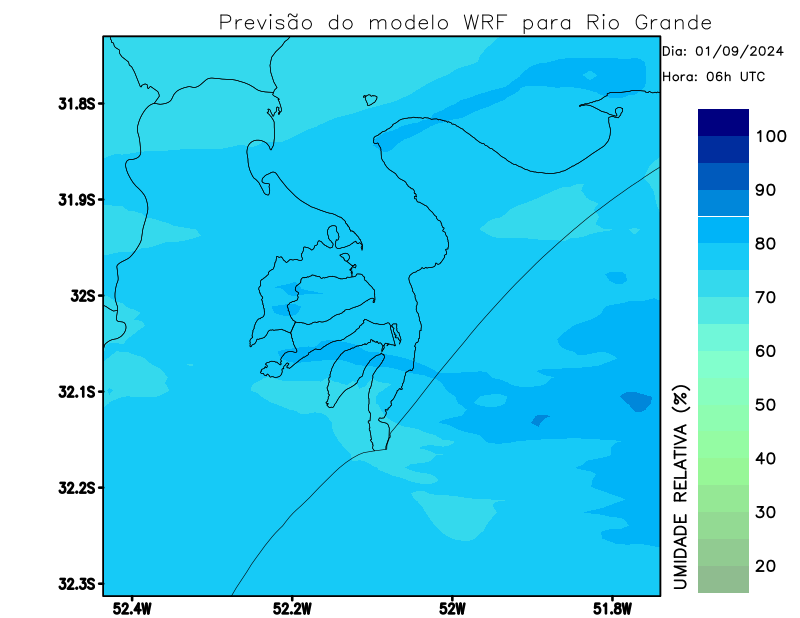 Previsão do modelo WRF para Rio Grande
Dia: 01/09/2024
Hora: 06h UTC
31.8S
31.9S
32S
32.1S
32.2S
32.3S
52.4W
52.2W
52W
51.8W
100
90
80
70
60
50
40
30
20
UMIDADE RELATIVA (%)